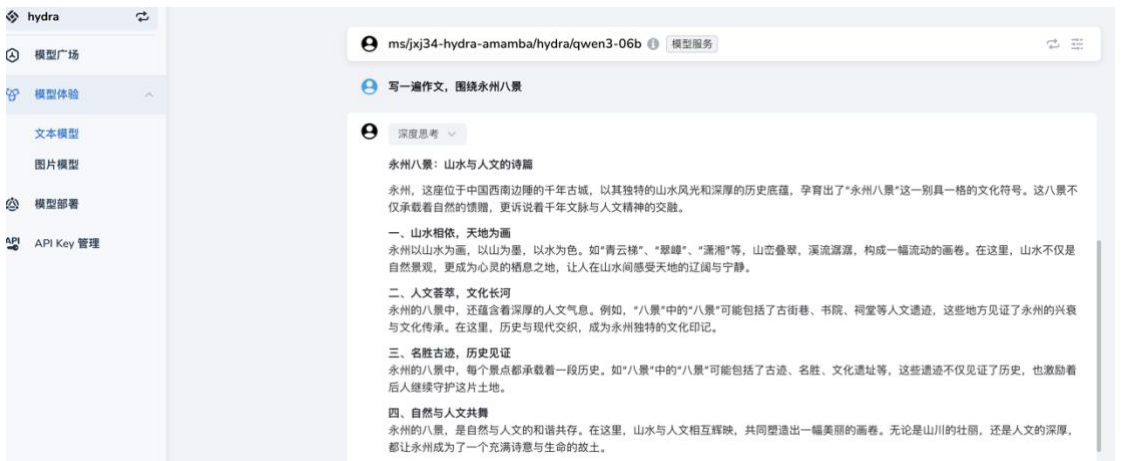 hydra
模型广场
模型体验
文本模型
图片模型
模型部署
API Key 管理
ms/jxj34-hydra-amamba/hydra/qwen3-06b 模型服务
写一遍作文，围绕永州八景
深度思考
永州八景：山水与人文的诗篇
永州，这座位于中国西南边陲的千年古城，以其独特的山水风光和深厚的历史底蕴，孕育出了“永州八景”这一别具一格的文化符号。这八景不
仅承载着自然的馈赠，更诉说着千年文脉与人文精神的交融。
一、山水相依，天地为画
永州以山水为画，以山为墨，以水为色。如“青云梯”、“翠嶂”、“潇湘”等，山峦叠翠，溪流潺潺，构成一幅流动的画卷。在这里，山水不仅是
自然景观，更成为心灵的栖息之地，让人在山水间感受天地的辽阔与宁静。
二、人文荟萃，文化长河
永州的八景中，还蕴含着深厚的人文气息。例如，“八景”中的“八景”可能包括了古街巷、书院、祠堂等人文遗迹，这些地方见证了永州的兴衰
与文化传承。在这里，历史与现代交织，成为永州独特的文化印记。
三、名胜古迹，历史见证
永州的八景中，每个景点都承载着一段历史。如“八景”中的“八景”可能包括了古迹、名胜、文化遗址等，这些遗迹不仅见证了历史，也激励着
后人继续守护这片土地。
四、自然与人文共舞
永州的八景，是自然与人文的和谐共存。在这里，山水与人文相互辉映，共同塑造出一幅美丽的画卷。无论是山川的壮丽，还是人文的深厚，
都让永州成为了一个充满诗意与生命的故土。